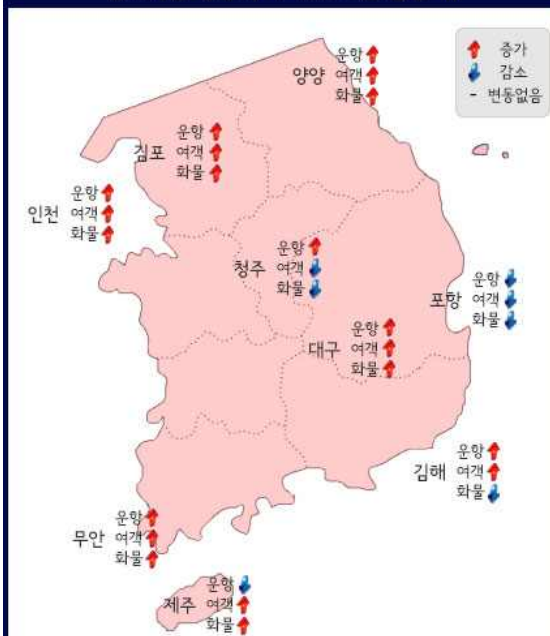 증가
감소
- 변동없음
운항
양양 여객
화물
운항
김포 여객
화물
운항
인천 여객
화물
운항
청주 여객
화물
운항
포항 여객
화물
운항
대구 여객
화물
운항
김해 여객
화물
운항
무안 여객
화물
운항
제주 여객
화물